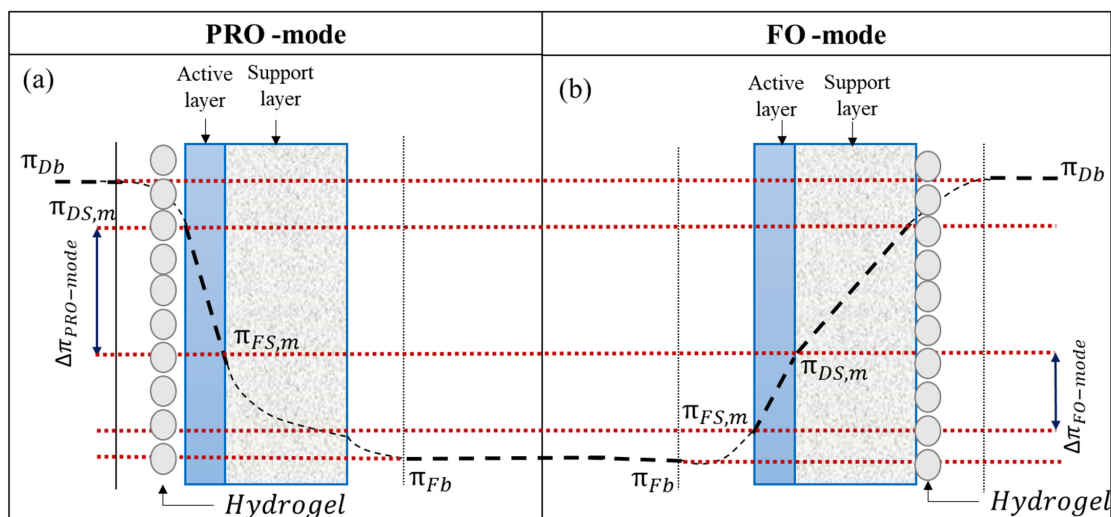 PRO -mode
FO -mode
(a)
Active
layer
Support
layer
π_Db
π_DS,m
Δπ_PRO−mode
π_FS,m
π_Fb
Hydrogel
(b)
Active
layer
Support
layer
π_Db
π_DS,m
π_FS,m
Δπ_FO−mode
π_Fb
Hydrogel